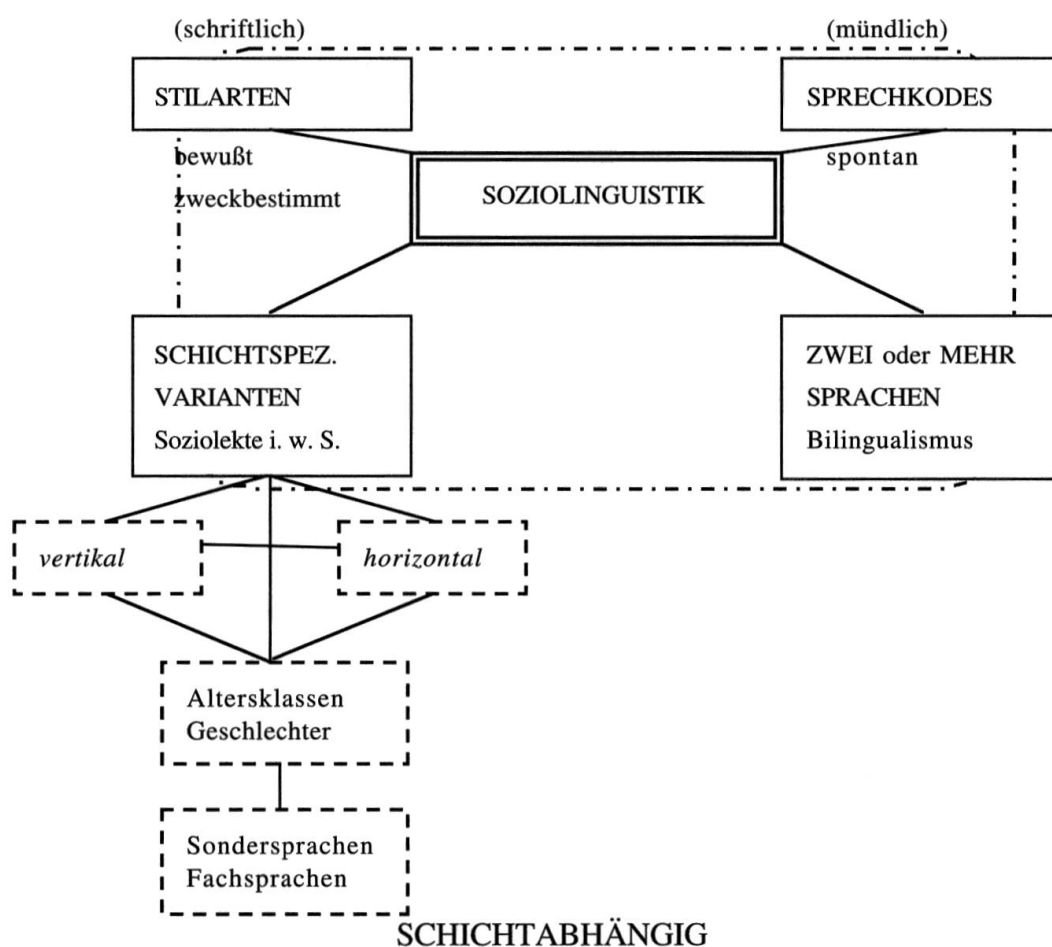 (schriftlich)
(mündlich)
STILARTEN
SPRECHKODES
bewußt
zweckbestimmt
spontan
SOZIOLINGUISTIK
SCHICHTSPEZ.
VARIANTEN
Soziolekte i. w. S.
ZWEI oder MEHR
SPRACHEN
Bilingualismus
vertikal
horizontal
Altersklassen
Geschlechter
Sondersprachen
Fachsprachen
SCHICHTABHÄNGIG